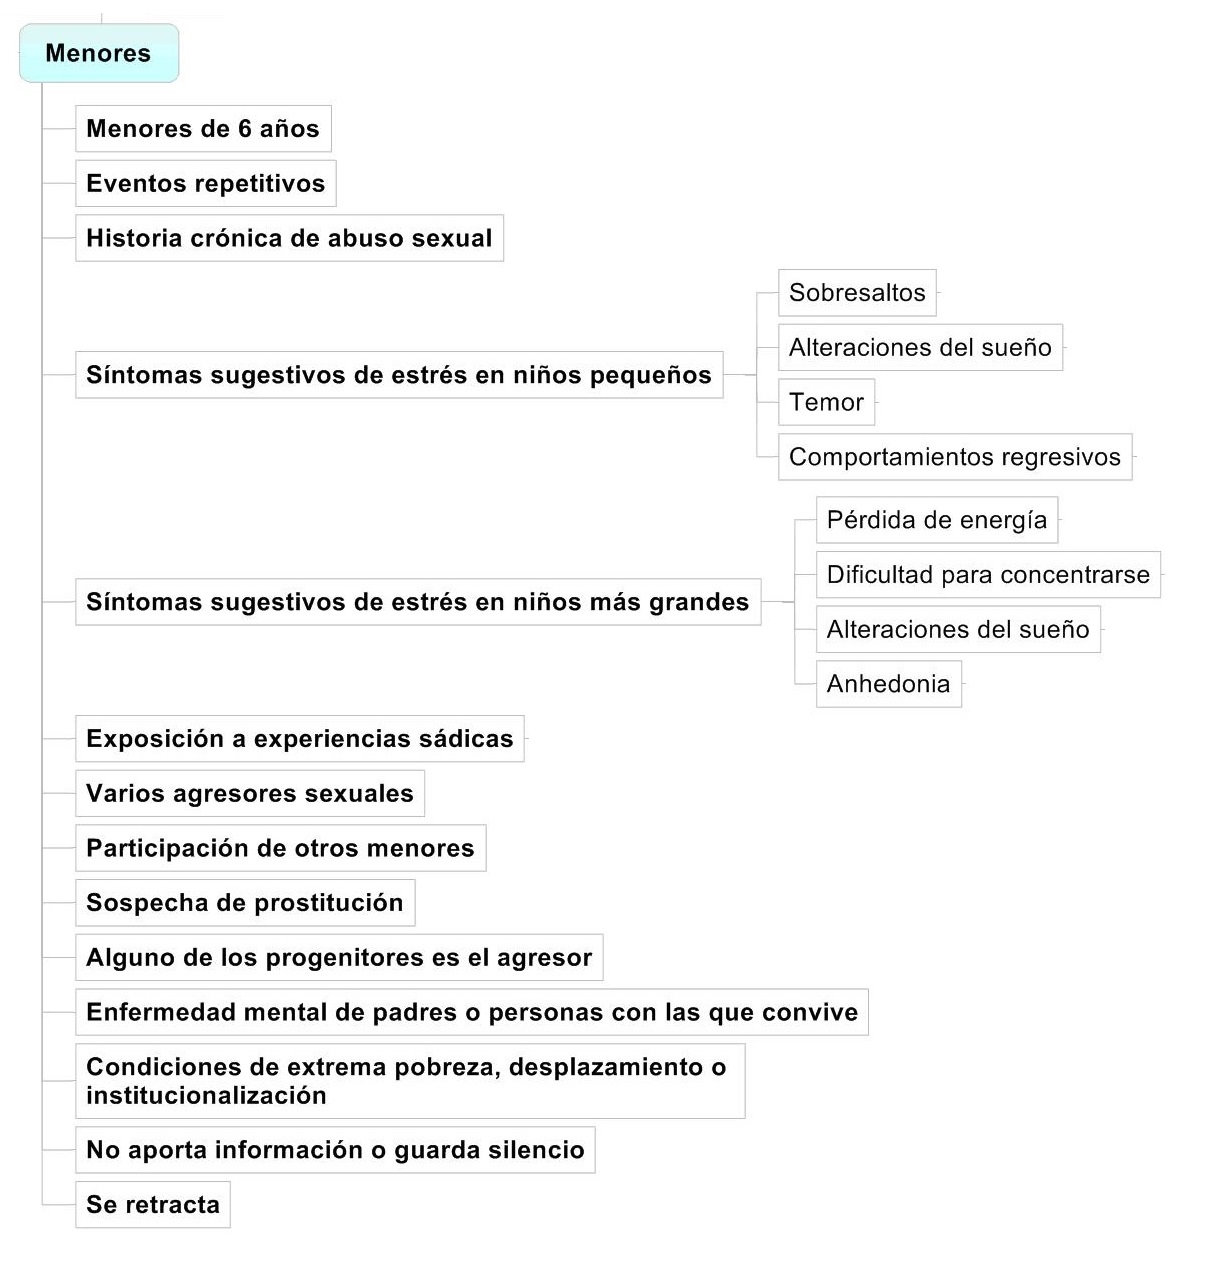 Menores
Menores de 6 años
Eventos repetitivos
Historia crónica de abuso sexual
Síntomas sugestivos de estrés en niños pequeños
Sobresaltos
Alteraciones del sueño
Temor
Comportamientos regresivos
Síntomas sugestivos de estrés en niños más grandes
Pérdida de energía
Dificultad para concentrarse
Alteraciones del sueño
Anhedonia
Exposición a experiencias sádicas
Varios agresores sexuales
Participación de otros menores
Sospecha de prostitución
Alguno de los progenitores es el agresor
Enfermedad mental de padres o personas con las que convive
Condiciones de extrema pobreza, desplazamiento o
institucionalización
No aporta información o guarda silencio
Se retracta